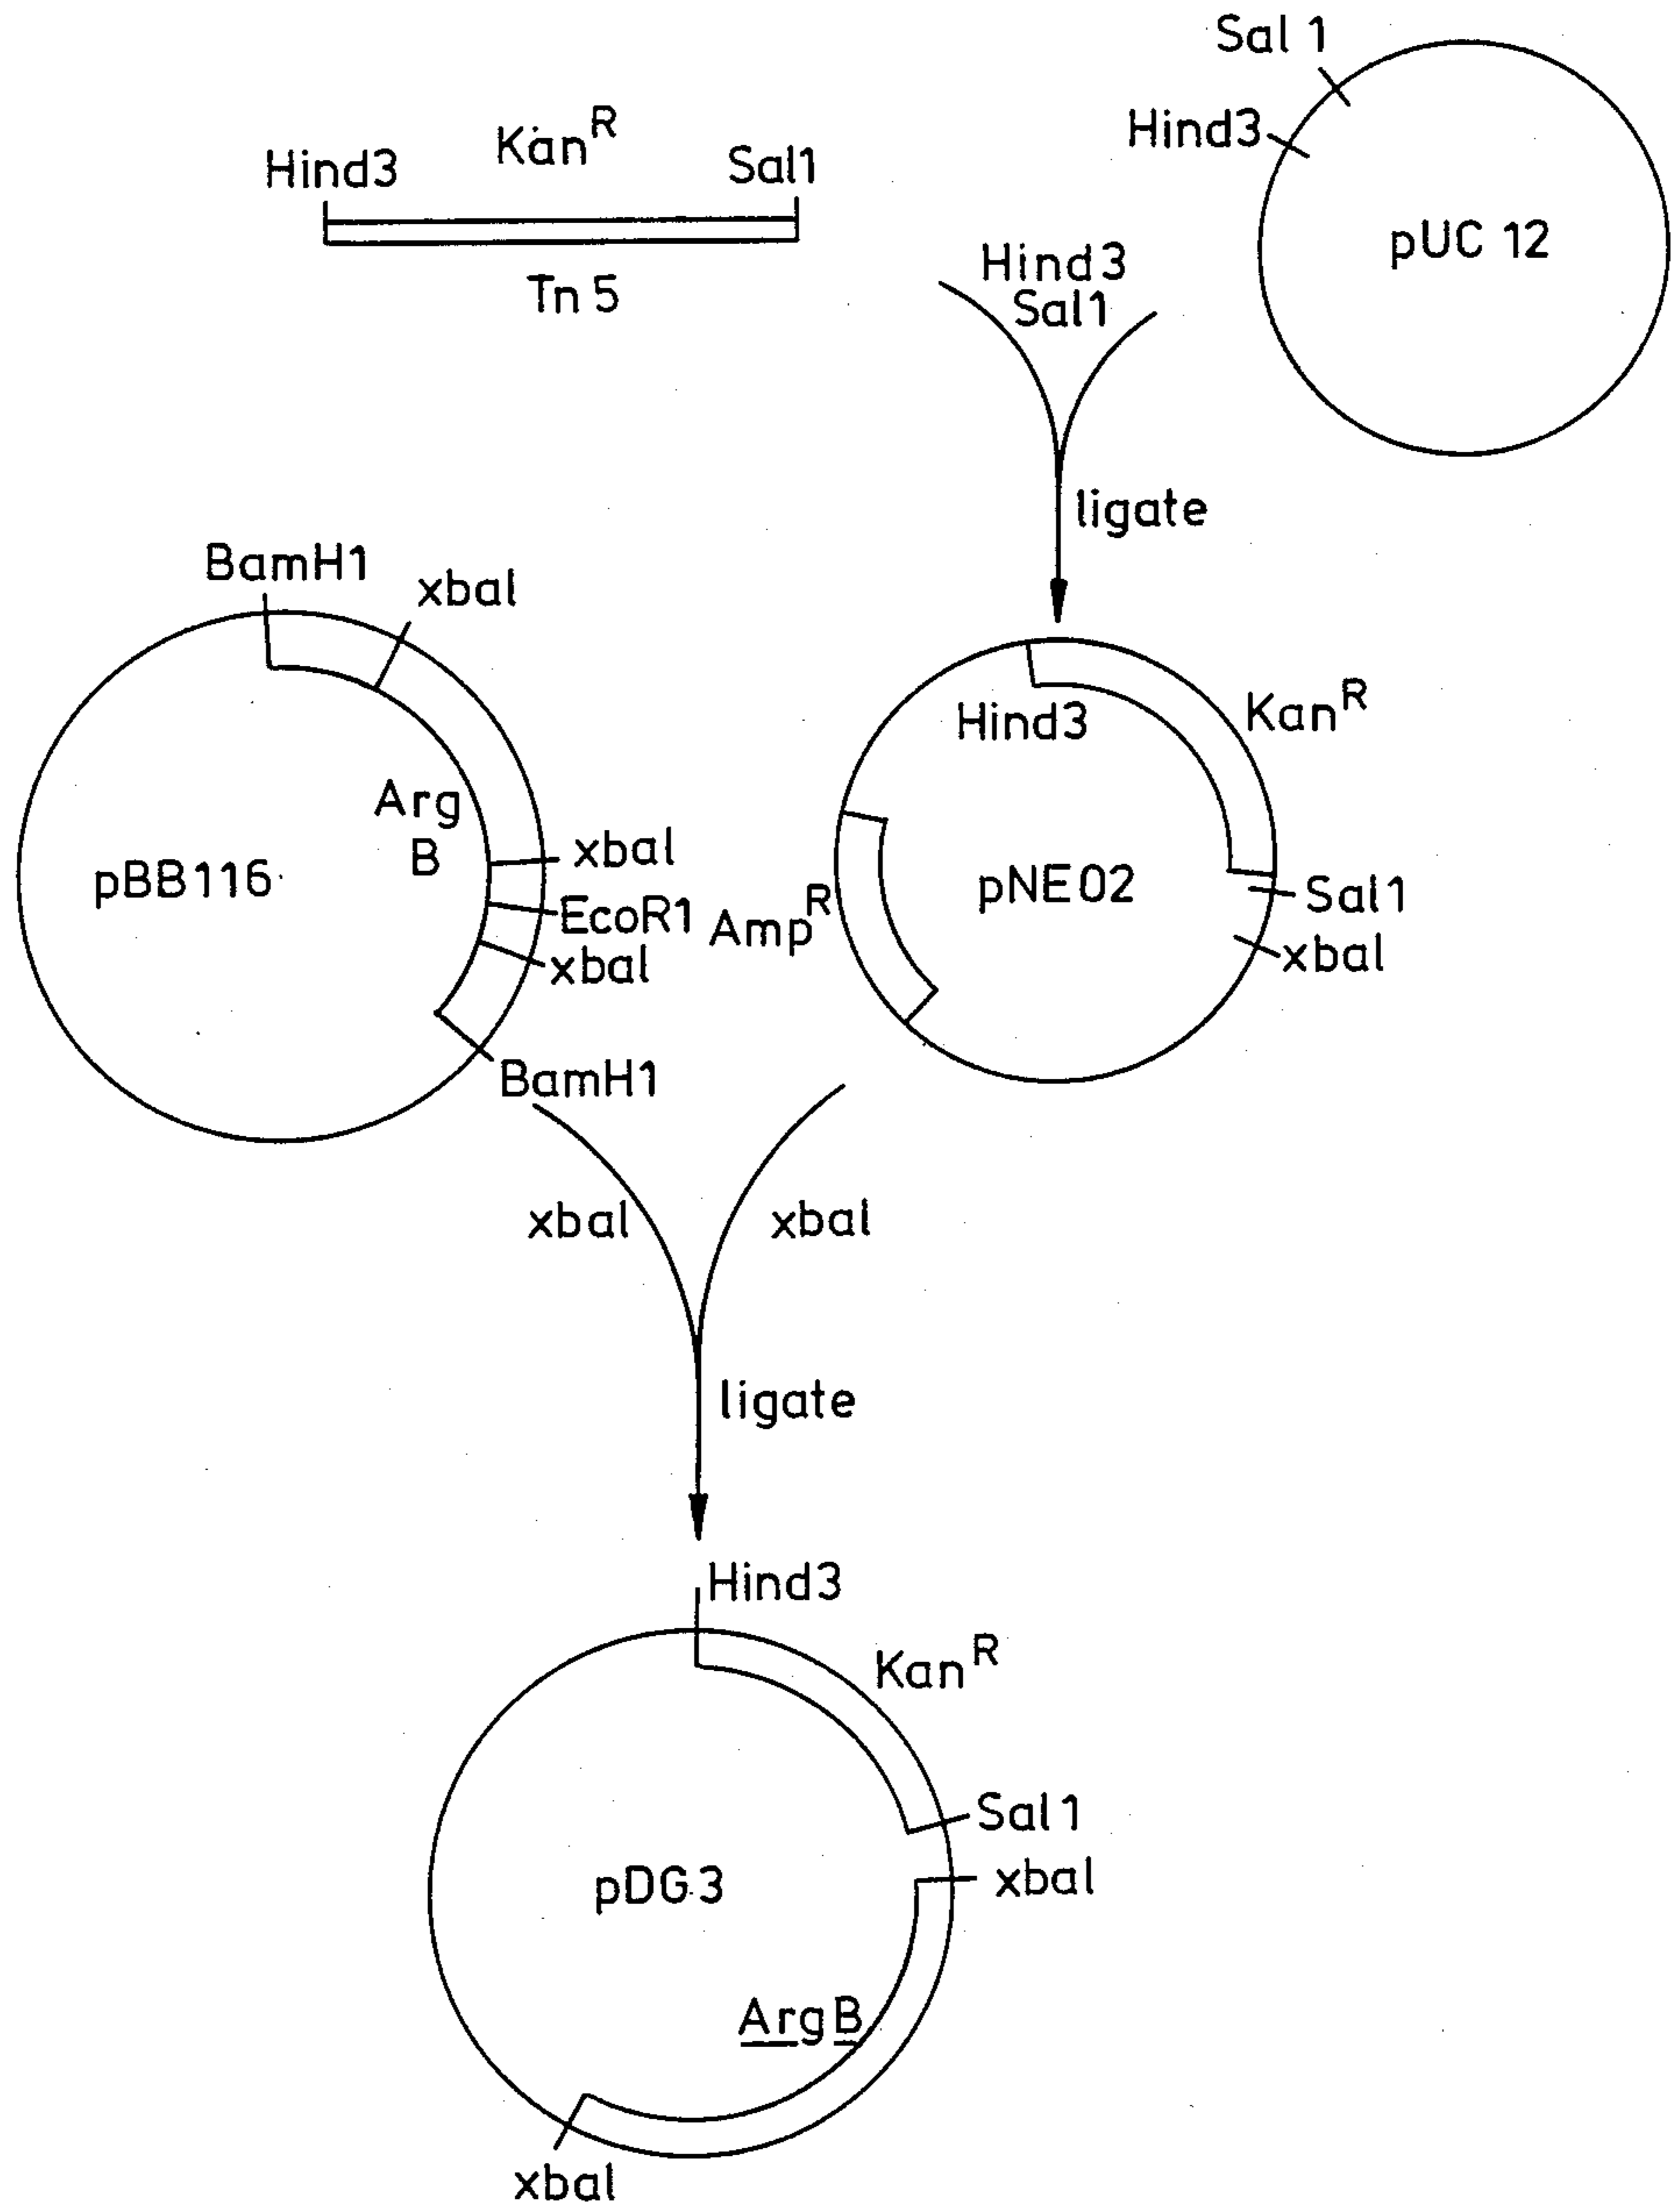 Sal 1
Hind3
pUC 12
Kan R
Hind3
Sal1
Tn 5
Hind3
Sal1
ligate
BamH1
xbal
Arg
B
pBB116
xbal
EcoR1
xbal
BamH1
Hind3
Kan R
pNEO2
Amp R
Sal1
xbal
xbal
xbal
ligate
Hind3
Kan R
Sal1
xbal
pDG3
ArgB
xbal